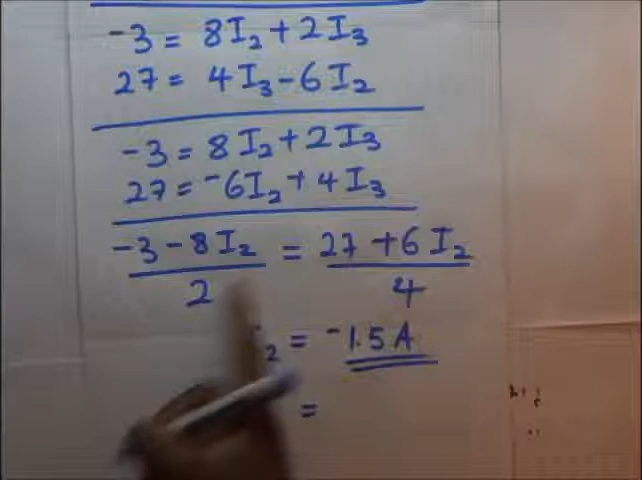 -3 = 8I₂ + 2I₃
27 = 4I₃ - 6I₂
-3 = 8I₂ + 2I₃
27 = -6I₂ + 4I₃
-3 - 8I₂ = 27 + 6I₂
2 4
₂ = -1.5A
=